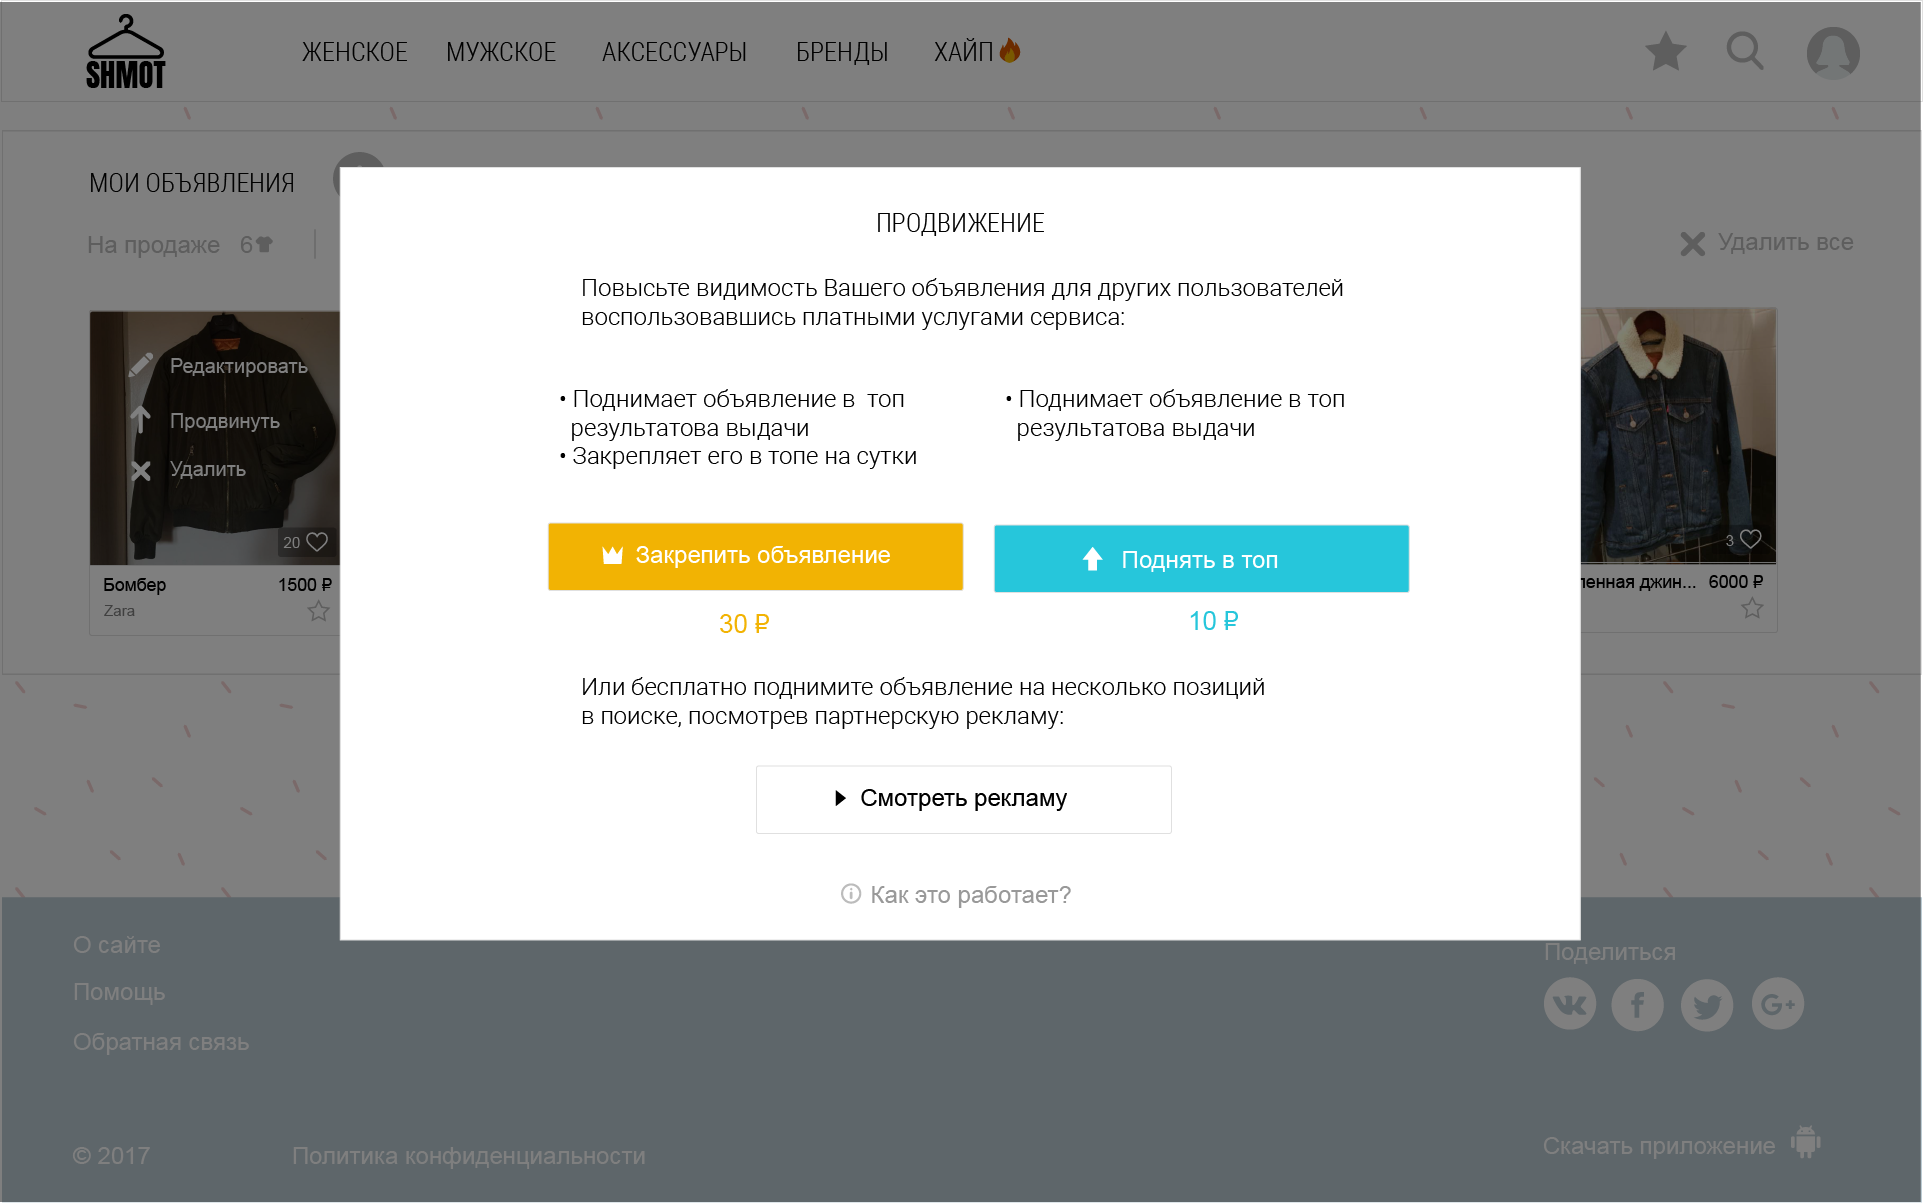 SHMOT
ЖЕНСКОЕ МУЖСКОЕ АКСЕССУАРЫ БРЕНДЫ ХАЙП
МОИ ОБЪЯВЛЕНИЯ
На продаже 6
Удалить все
Редактировать
Продвинуть
Удалить
20
Бомбер 1500 ₽
Zara
ПРОДВИЖЕНИЕ
Повысьте видимость Вашего объявления для других пользователей
воспользовавшись платными услугами сервиса:
• Поднимает объявление в топ
результатова выдачи
• Закрепляет его в топе на сутки
• Поднимает объявление в топ
результатова выдачи
Закрепить объявление
30 ₽
Поднять в топ
10 ₽
Или бесплатно поднимите объявление на несколько позиций
в поиске, посмотрев партнерскую рекламу:
Смотреть рекламу
Как это работает?
3
ленная джин... 6000 ₽
О сайте
Помощь
Обратная связь
© 2017
Политика конфиденциальности
Поделиться
G+
Скачать приложение